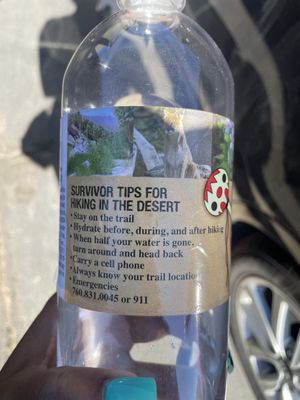 SURVIVOR TIPS FOR
HIKING IN THE DESERT
• Stay on the trail
• Hydrate before, during, and after hiking
• When half your water is gone,
turn around and head back
• Carry a cell phone
• Always know your trail location
• Emergencies
760.831.0045 or 911